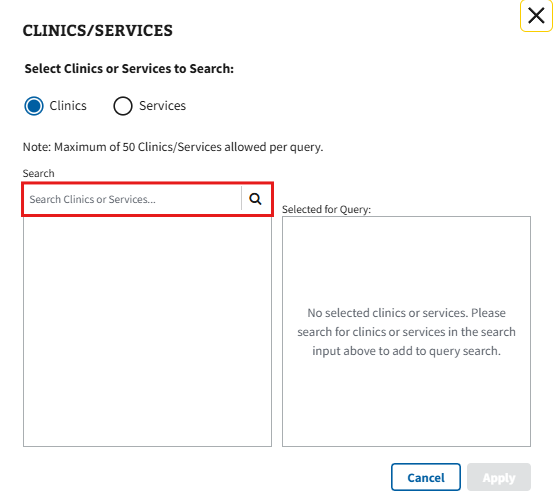 CLINICS/SERVICES
Select Clinics or Services to Search:
Clinics
Services
Note: Maximum of 50 Clinics/Services allowed per query.
Search
Search Clinics or Services...
Selected for Query:
No selected clinics or services. Please
search for clinics or services in the search
input above to add to query search.
Cancel
Apply